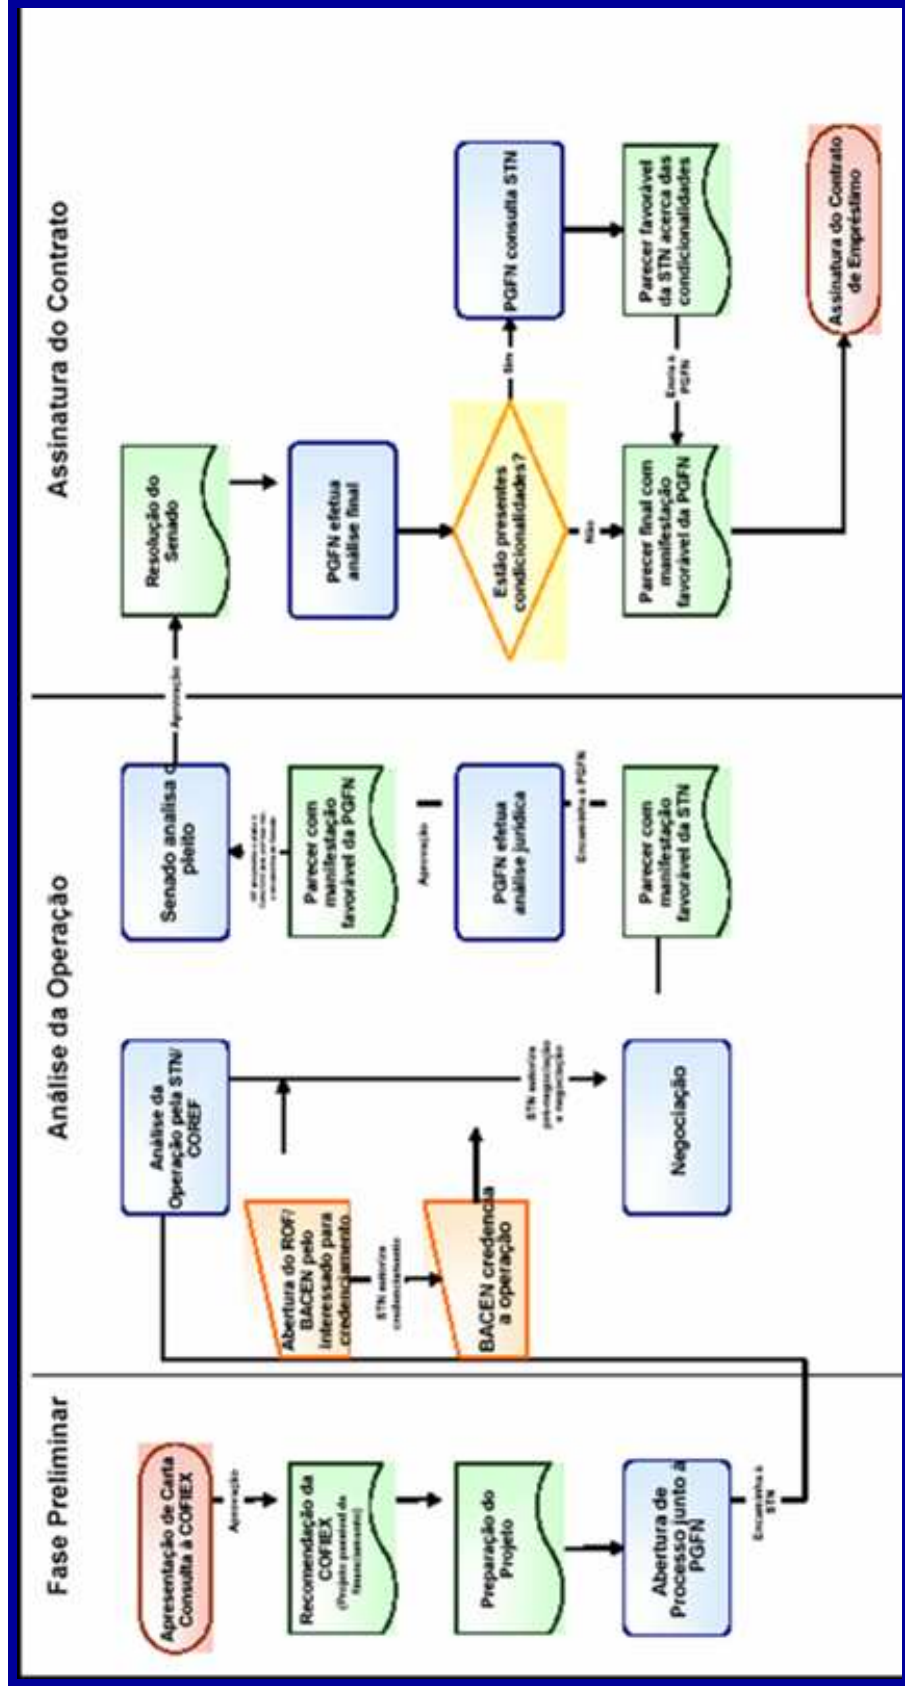 Fase Preliminar
Apresentação de Carta
Consulta à COFIEX
Aprovação
Recomendação da
COFIEX
(Projeto passível de
financiamento)
Preparação do
Projeto
Abertura de
Processo junto à
PGFN
Encaminha à
STN
Análise da Operação
Análise da
Operação pela STN/
COREF
Abertura do ROF/
BACEN pelo
Interessado para
credenciamento
STN autoriza
credenciamento
BACEN credencia
a operação
STN autoriza
pré-negociação
e negociação
Negociação
Parecer com
manifestação
favorável da STN
Encaminha à PGFN
PGFN efetua
análise jurídica
Aprovação
Parecer com
manifestação
favorável da PGFN
Senado analisa o
pleito
Aprovação
Assinatura do Contrato
Resolução do
Senado
PGFN efetua
análise final
Estão presentes
condicionalidades?
Sim
PGFN consulta STN
Parecer favorável
da STN acerca das
condicionalidades
Envia à
PGFN
Não
Parecer final com
manifestação
favorável da PGFN
Assinatura do Contrato
de Empréstimo